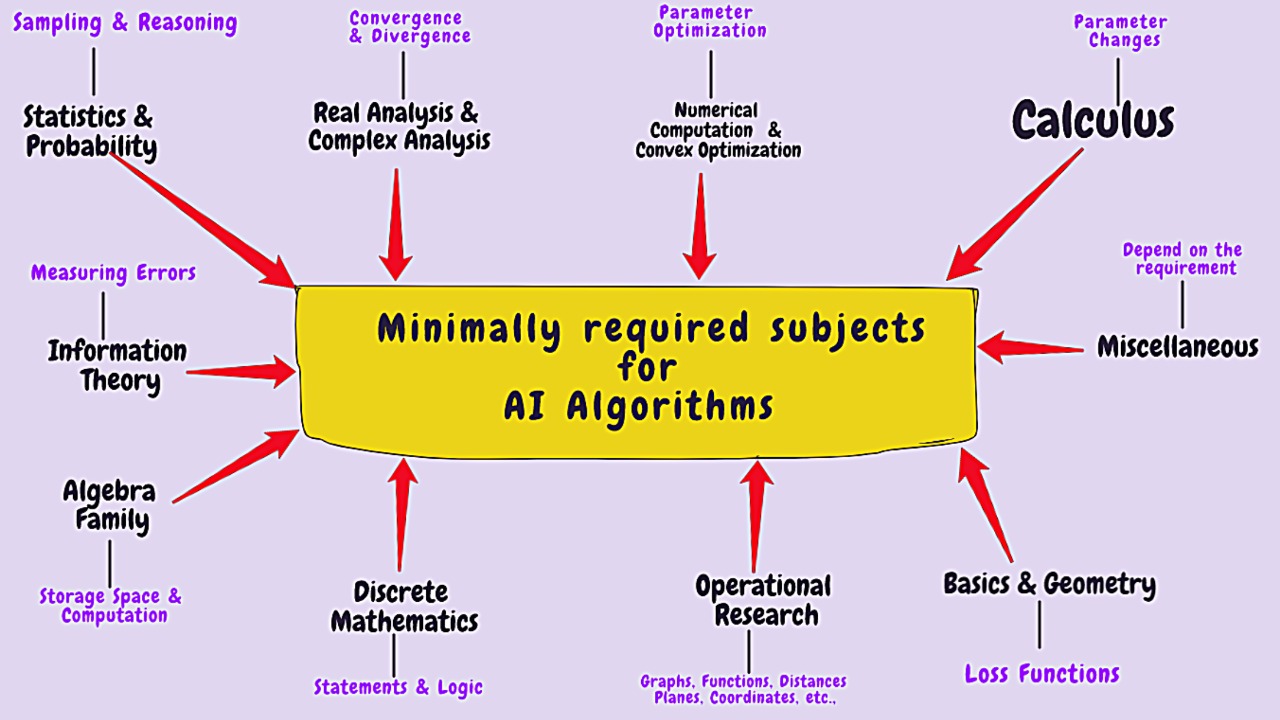 Sampling & Reasoning
Statistics &
Probability
Convergence
& Divergence
Real Analysis &
Complex Analysis
Parameter
Optimization
Numerical
Computation &
Convex Optimization
Parameter
Changes
Calculus
Measuring Errors
Information
Theory
Minimally required subjects
for
AI Algorithms
Depend on the
requirement
Miscellaneous
Algebra
Family
Storage Space &
Computation
Discrete
Mathematics
Statements & Logic
Operational
Research
Graphs, Functions, Distances
Planes, Coordinates, etc.,
Basics & Geometry
Loss Functions